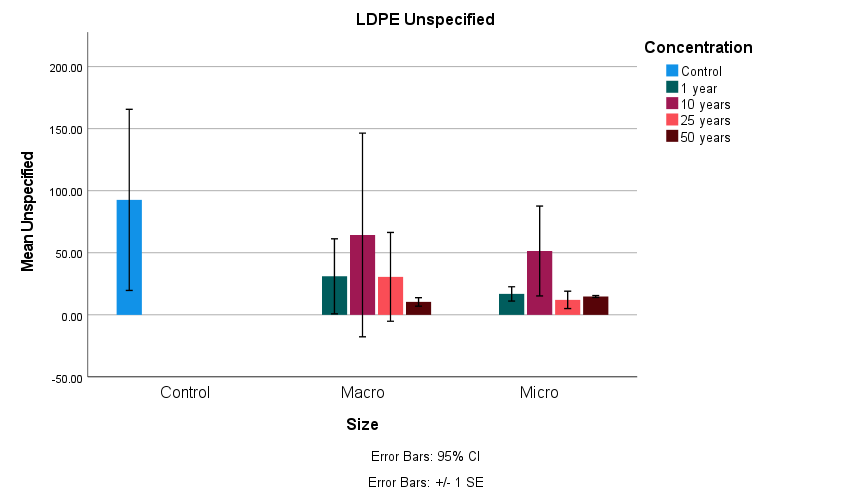 LDPE Unspecified
Concentration
Control
1 year
10 years
25 years
50 years
Mean Unspecified
200.00
150.00
100.00
50.00
0.00
-50.00
Control Macro Micro
Size
Error Bars: 95% CI
Error Bars: +/- 1 SE